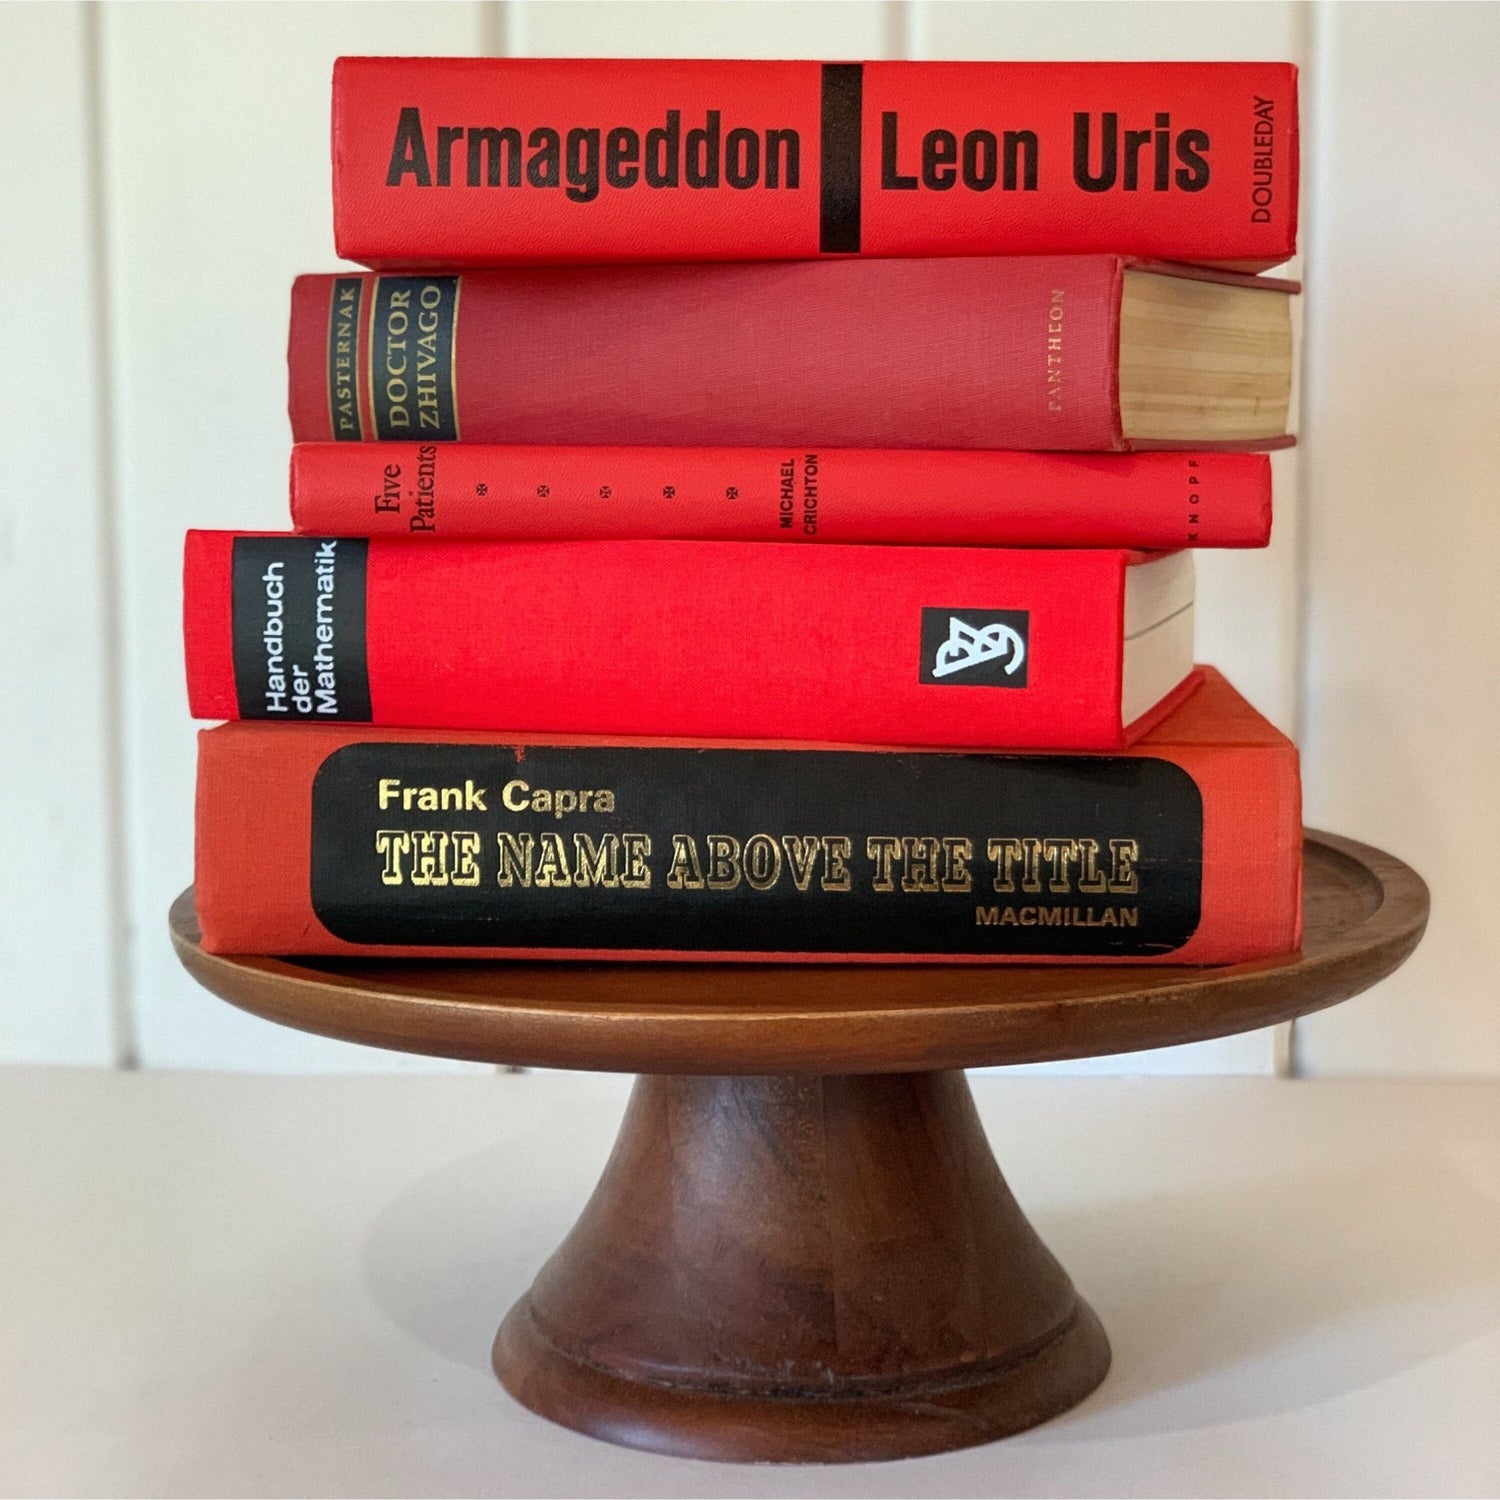 Armageddon
Leon Uris
DOUBLEDAY
PASTERNAK
DOCTOR
ZHIVAGO
PANTHEON
Five
Patients
MICHAEL
CRICHTON
KNOPF
Handbuch
der
Mathematik
Frank Capra
THE NAME ABOVE THE TITLE
MACMILLAN